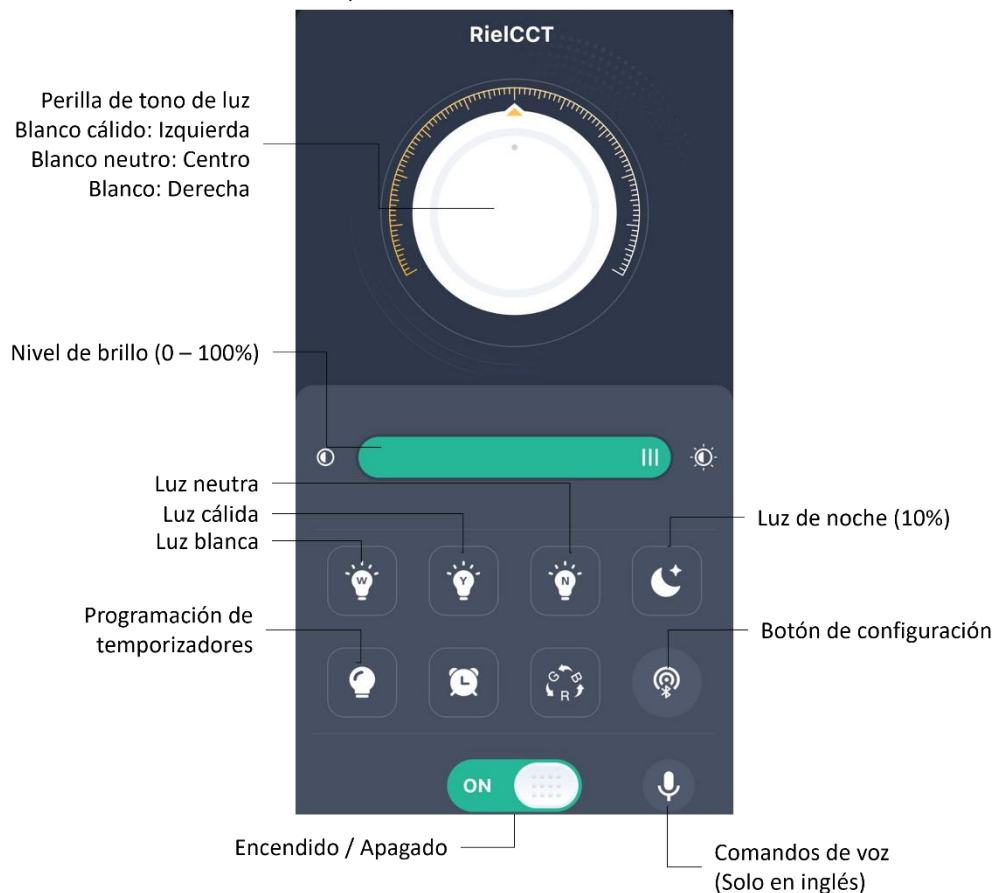 RielCCT
Perilla de tono de luz
Blanco cálido: Izquierda
Blanco neutro: Centro
Blanco: Derecha
Nivel de brillo (0 – 100%)
Luz neutra
Luz cálida
Luz blanca
Luz de noche (10%)
W
Y
N
Programación de
temporizadores
Botón de configuración
G B
R
ON
Encendido / Apagado
Comandos de voz
(Solo en inglés)